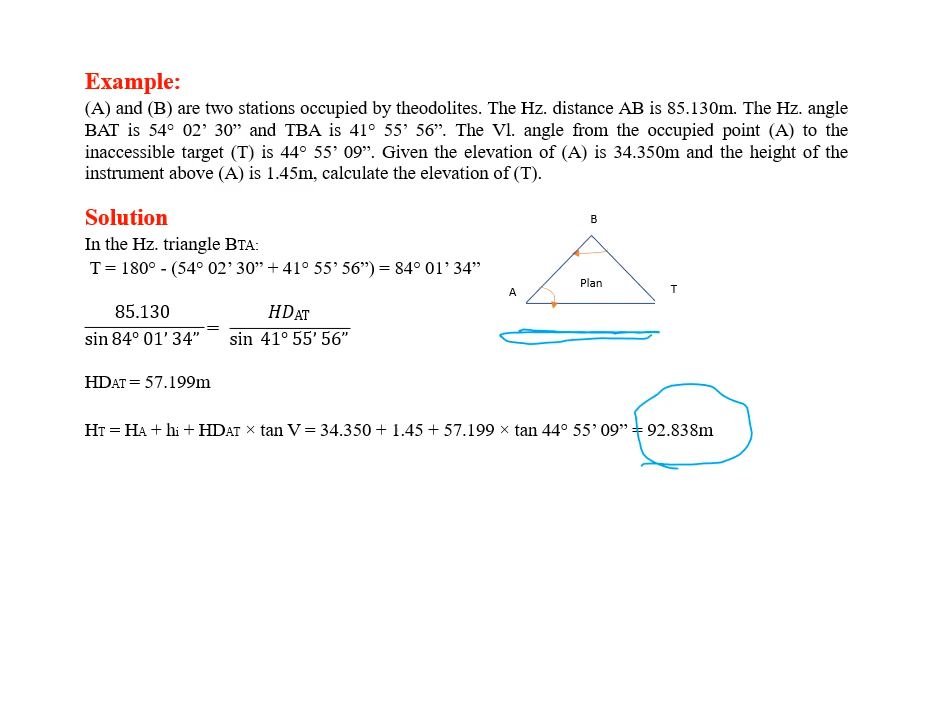 Example:
(A) and (B) are two stations occupied by theodolites. The Hz. distance AB is 85.130m. The Hz. angle
BAT is 54° 02’ 30” and TBA is 41° 55’ 56”. The Vl. angle from the occupied point (A) to the
inaccessible target (T) is 44° 55’ 09”. Given the elevation of (A) is 34.350m and the height of the
instrument above (A) is 1.45m, calculate the elevation of (T).
Solution
In the Hz. triangle BTA:
T = 180° - (54° 02’ 30” + 41° 55’ 56”) = 84° 01’ 34”
B
Plan
A
T
85.130 / sin 84° 01’ 34” = HDAT / sin 41° 55’ 56”
HDAT = 57.199m
HT = HA + hi + HDAT × tan V = 34.350 + 1.45 + 57.199 × tan 44° 55’ 09” = 92.838m